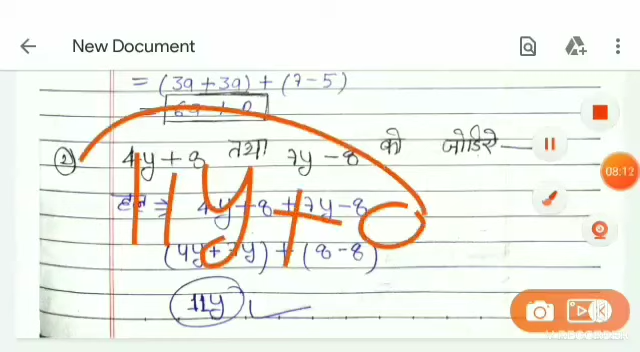 New Document
= (3a + 3a) + (7 - 5)
(2) 4y + 8 तथा 7y - 8 को जोडिये —
हल ⇒ 4y + 8 + 7y - 8
11y + 0
(4y + 7y) + (8 - 8)
11y
08:12